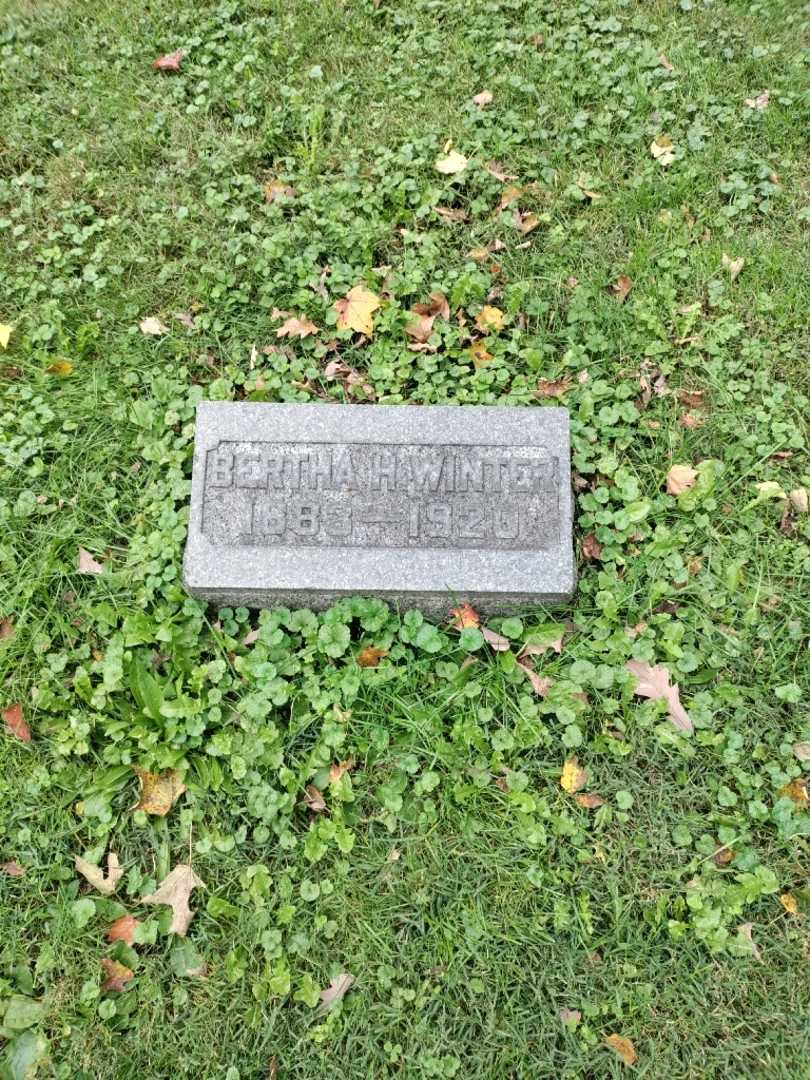 BERTHA H. WINTER
1883 — 1920